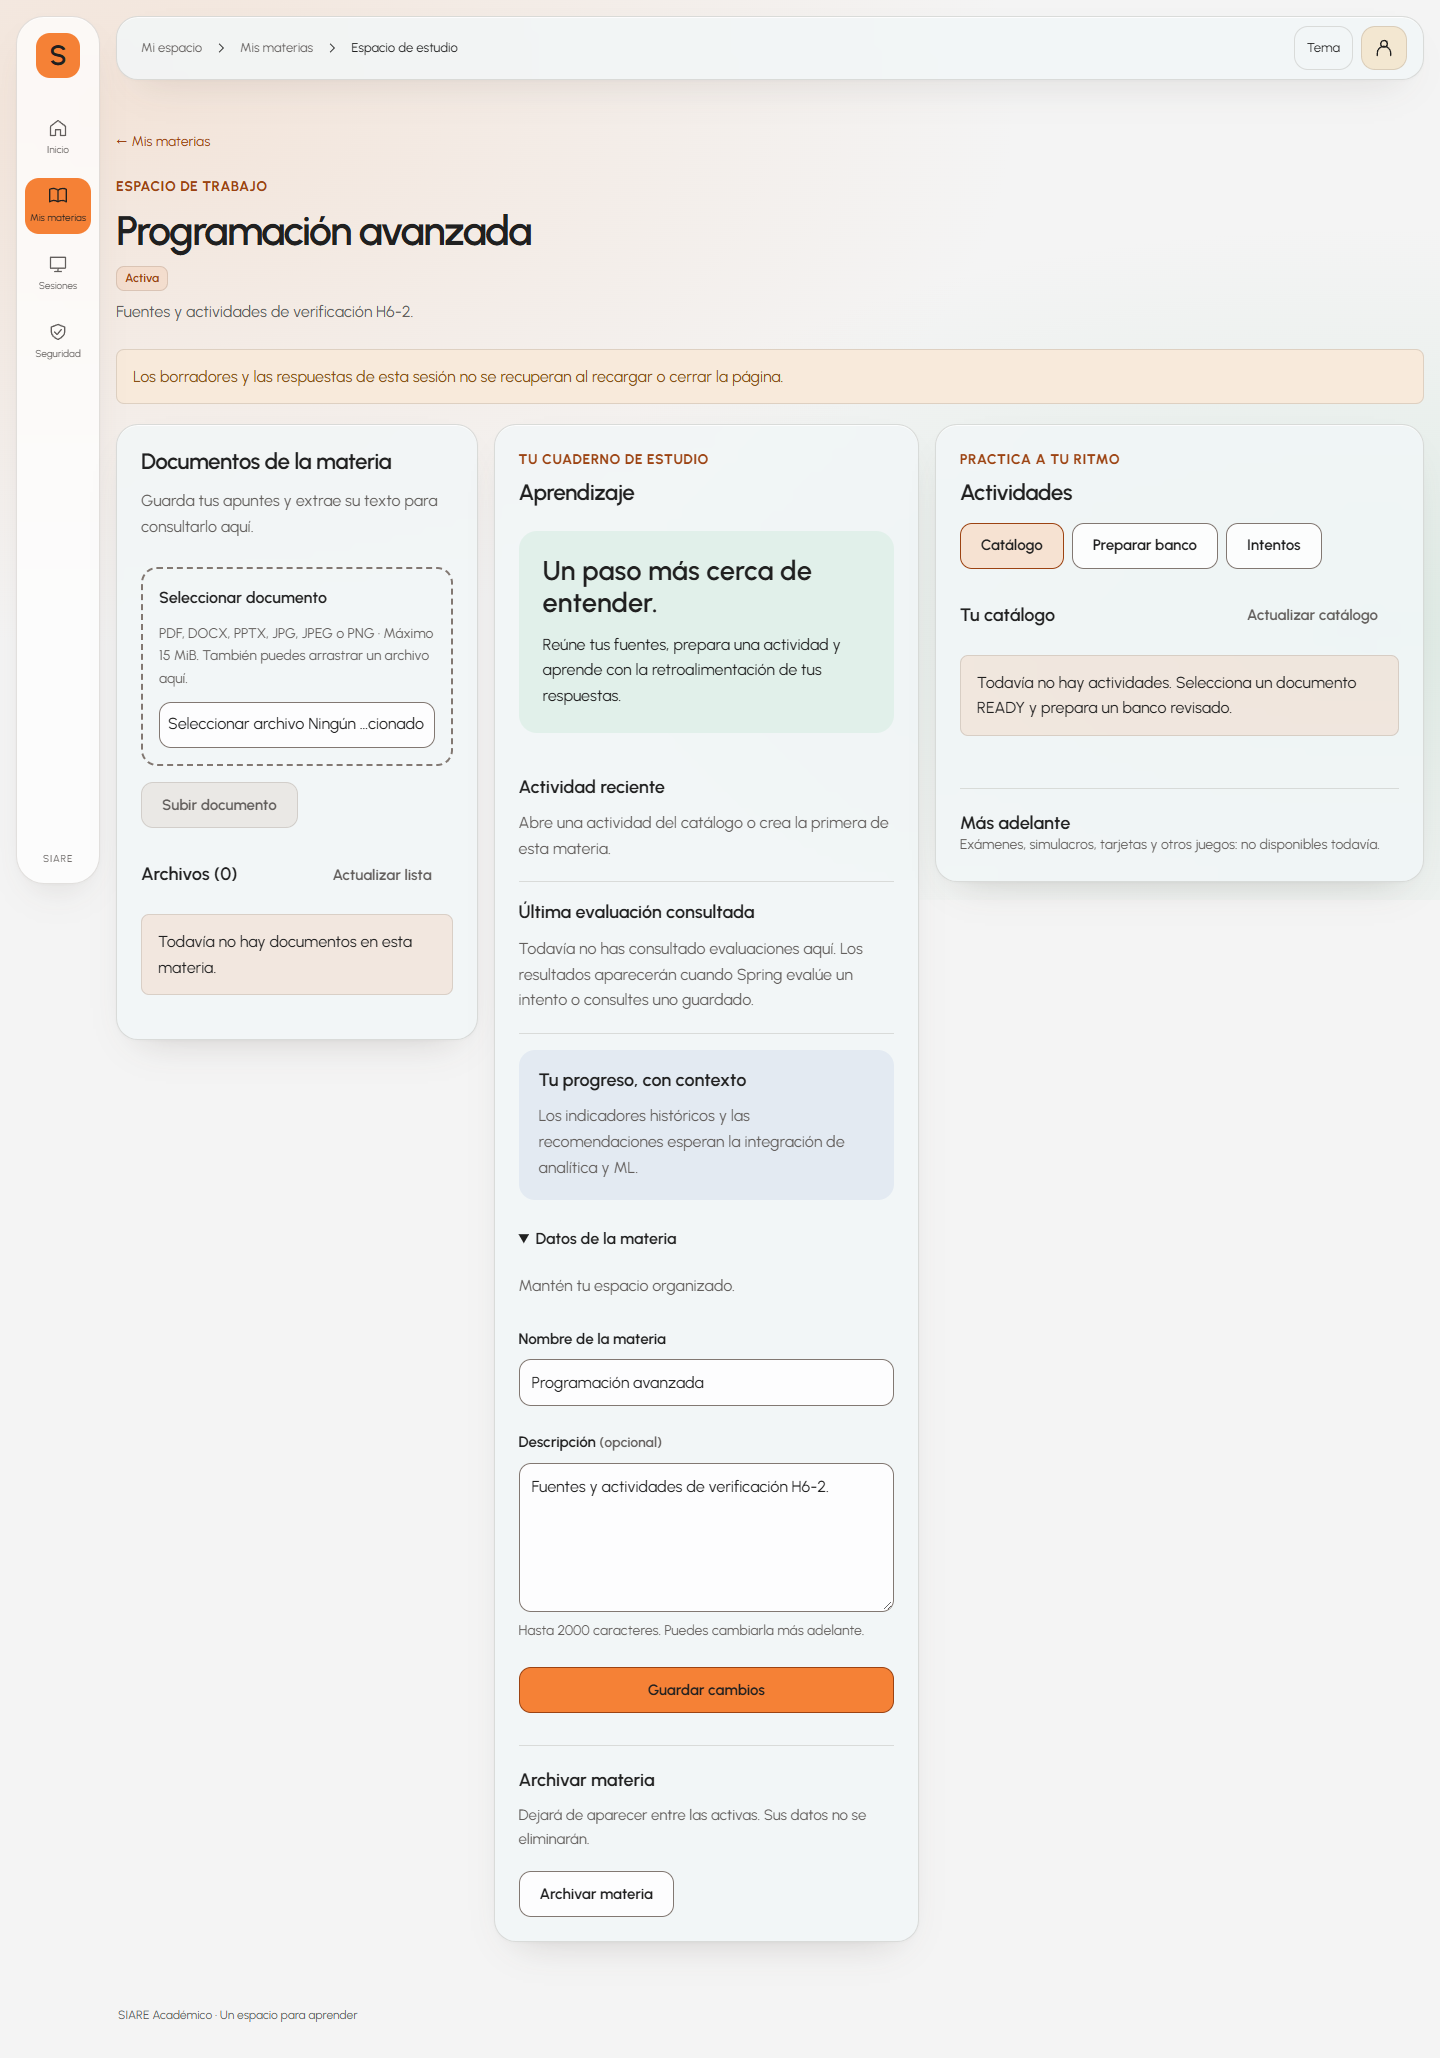 S
Inicio
Mis materias
Sesiones
Seguridad
SIARE
Mi espacio > Mis materias > Espacio de estudio
Tema
← Mis materias
ESPACIO DE TRABAJO
Programación avanzada
Activa
Fuentes y actividades de verificación H6-2.
Los borradores y las respuestas de esta sesión no se recuperan al recargar o cerrar la página.
Documentos de la materia
Guarda tus apuntes y extrae su texto para
consultarlo aquí.
Seleccionar documento
PDF, DOCX, PPTX, JPG, JPEG o PNG · Máximo
15 MiB. También puedes arrastrar un archivo
aquí.
Seleccionar archivo Ningún ...cionado
Subir documento
Archivos (0)
Actualizar lista
Todavía no hay documentos en esta
materia.
TU CUADERNO DE ESTUDIO
Aprendizaje
Un paso más cerca de
entender.
Reúne tus fuentes, prepara una actividad y
aprende con la retroalimentación de tus
respuestas.
Actividad reciente
Abre una actividad del catálogo o crea la primera de
esta materia.
Última evaluación consultada
Todavía no has consultado evaluaciones aquí. Los
resultados aparecerán cuando Spring evalúe un
intento o consultes uno guardado.
Tu progreso, con contexto
Los indicadores históricos y las
recomendaciones esperan la integración de
analítica y ML.
▼ Datos de la materia
Mantén tu espacio organizado.
Nombre de la materia
Programación avanzada
Descripción (opcional)
Fuentes y actividades de verificación H6-2.
Hasta 2000 caracteres. Puedes cambiarla más adelante.
Guardar cambios
Archivar materia
Dejará de aparecer entre las activas. Sus datos no se
eliminarán.
Archivar materia
PRACTICA A TU RITMO
Actividades
Catálogo
Preparar banco
Intentos
Tu catálogo
Actualizar catálogo
Todavía no hay actividades. Selecciona un documento
READY y prepara un banco revisado.
Más adelante
Exámenes, simulacros, tarjetas y otros juegos: no disponibles todavía.
SIARE Académico · Un espacio para aprender